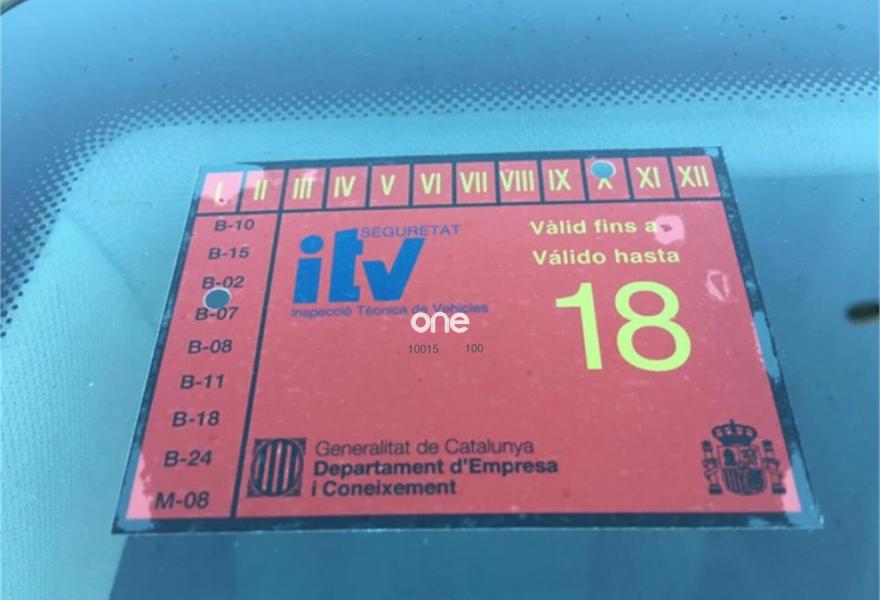 I II III IV V VI VII VIII IX X XI XII
B-10
B-15
B-02
B-07
B-08
B-11
B-18
B-24
M-08
SEGURETAT
itv
Inspecció Tècnica de Vehicles
Vàlid fins a
Válido hasta
18
one
10015 100
Generalitat de Catalunya
Departament d'Empresa
i Coneixement